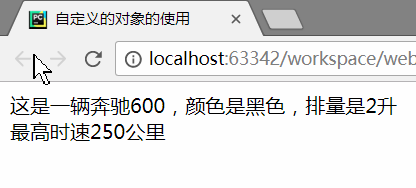 自定义的对象的使用
localhost:63342/workspace/web
这是一辆奔驰600，颜色是黑色，排量是2升
最高时速250公里